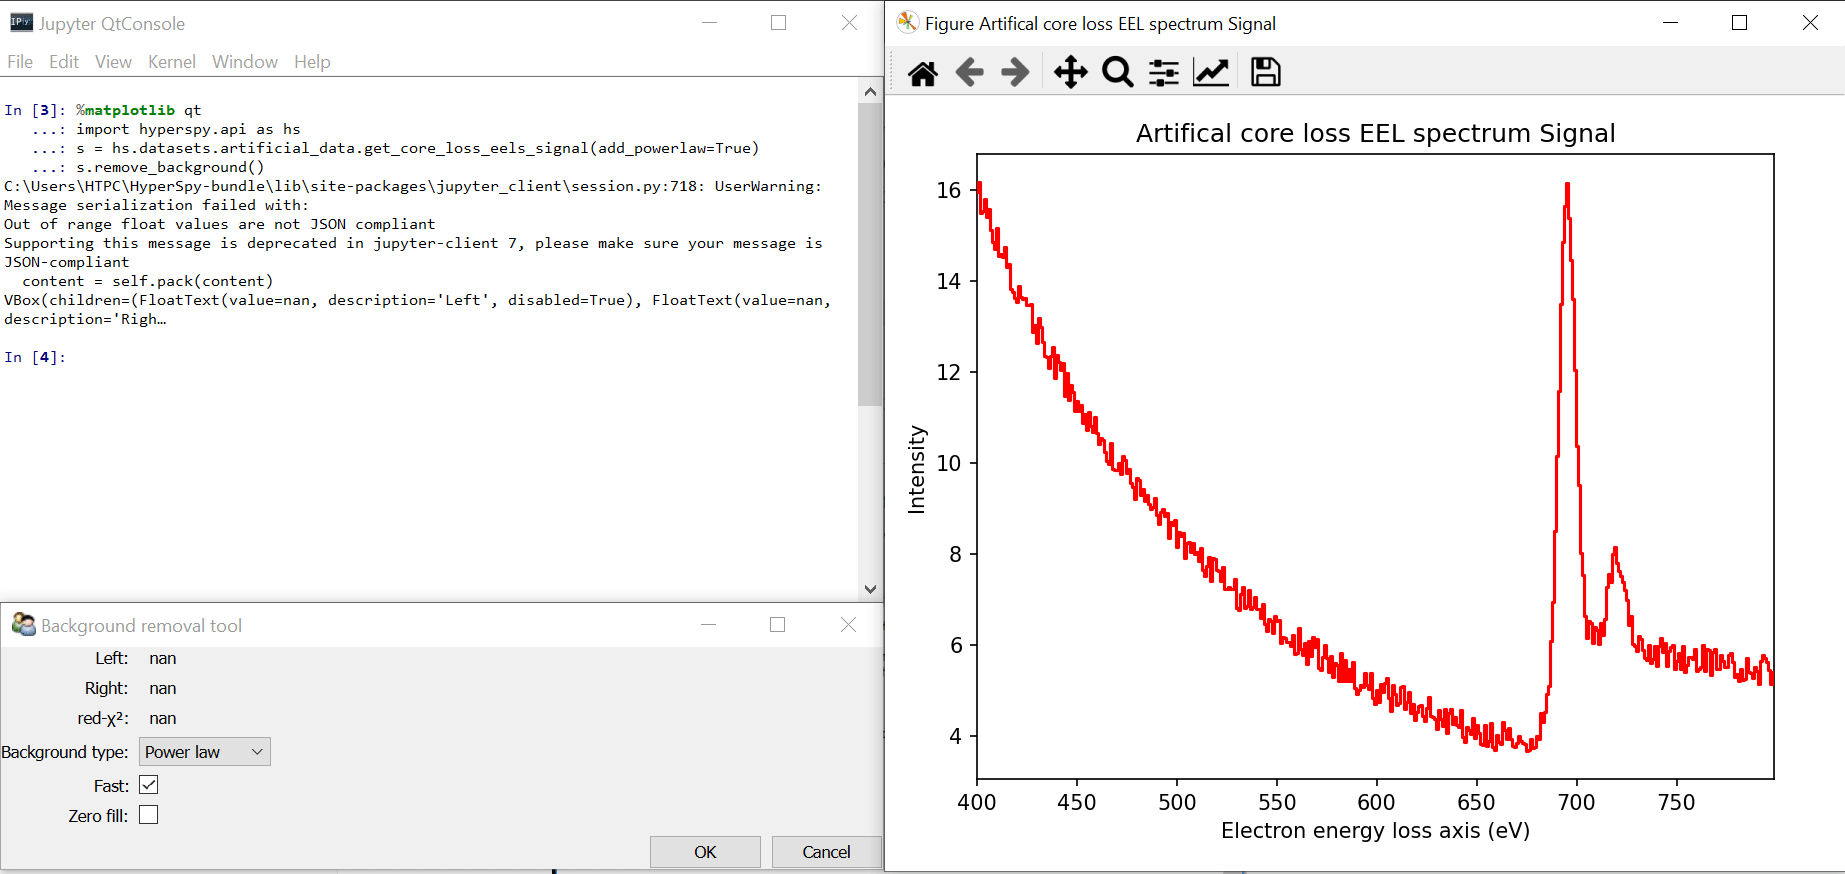 Jupyter QtConsole
File Edit View Kernel Window Help
In [3]: %matplotlib qt
...: import hyperspy.api as hs
...: s = hs.datasets.artificial_data.get_core_loss_eels_signal(add_powerlaw=True)
...: s.remove_background()
C:\Users\HTPC\HyperSpy-bundle\lib\site-packages\jupyter_client\session.py:718: UserWarning:
Message serialization failed with:
Out of range float values are not JSON compliant
Supporting this message is deprecated in jupyter-client 7, please make sure your message is
JSON-compliant
content = self.pack(content)
VBox(children=(FloatText(value=nan, description='Left', disabled=True), FloatText(value=nan,
description='Righ…
In [4]:
Background removal tool
Left: nan
Right: nan
red-χ²: nan
Background type: Power law
Fast:
Zero fill:
OK Cancel
Figure Artifical core loss EEL spectrum Signal
Artifical core loss EEL spectrum Signal
16
14
12
10
8
6
4
Intensity
400 450 500 550 600 650 700 750
Electron energy loss axis (eV)